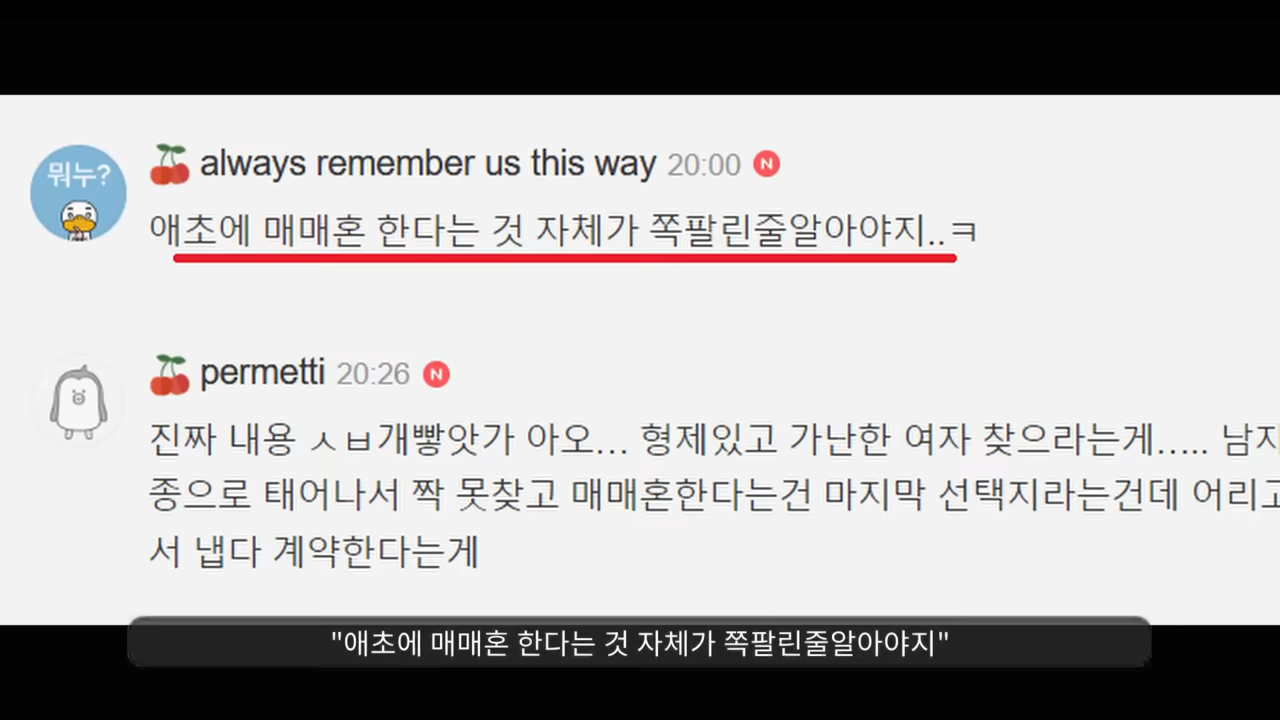 뭐누?
always remember us this way 20:00 N
애초에 매매혼 한다는 것 자체가 쪽팔린줄알아야지..ㅋ
permetti 20:26 N
진짜 내용 ㅅㅂ개빻앗가 아오... 형제있고 가난한 여자 찾으라는게..... 남자
종으로 태어나서 짝 못찾고 매매혼한다는건 마지막 선택지라는건데 어리고
서 냅다 계약한다는게
"애초에 매매혼 한다는 것 자체가 쪽팔린줄알아야지"